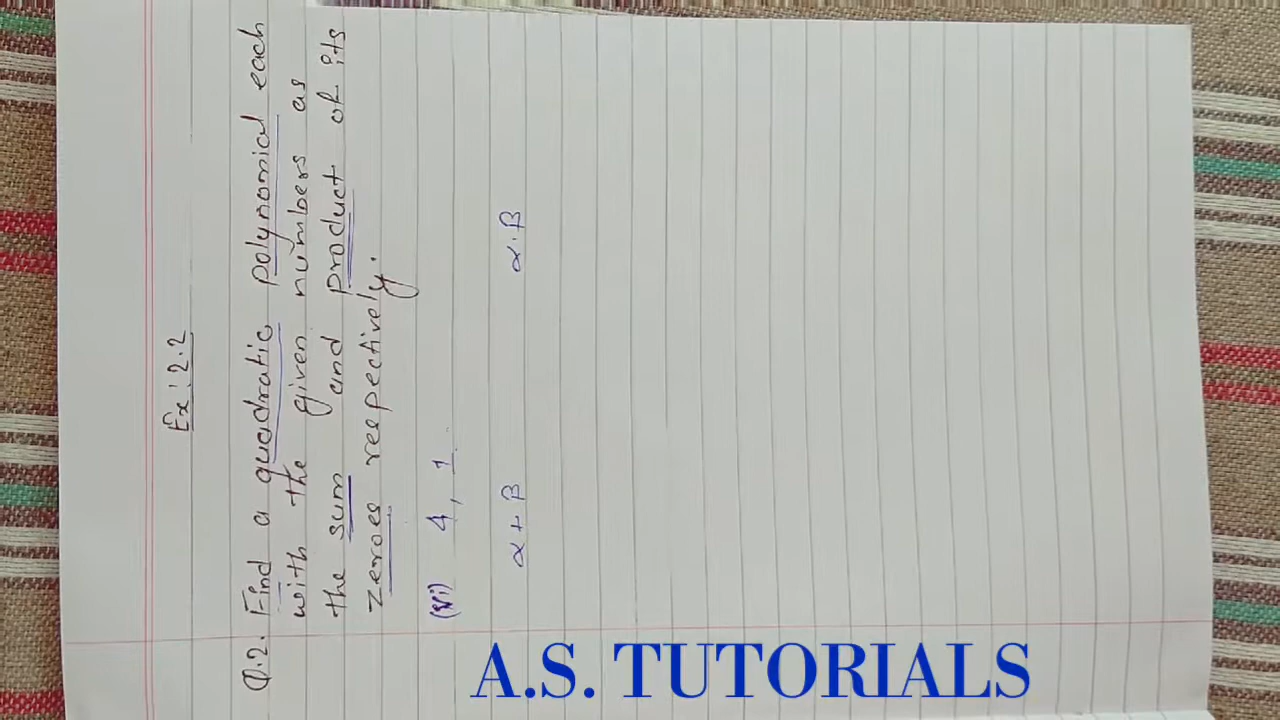 Ex: 2.2
Q.2. Find a quadratic polynomial each
with the given numbers as
the sum and product of its
zeroes respectively.
(vi) 4, 1.
α + β α.β
A.S. TUTORIALS